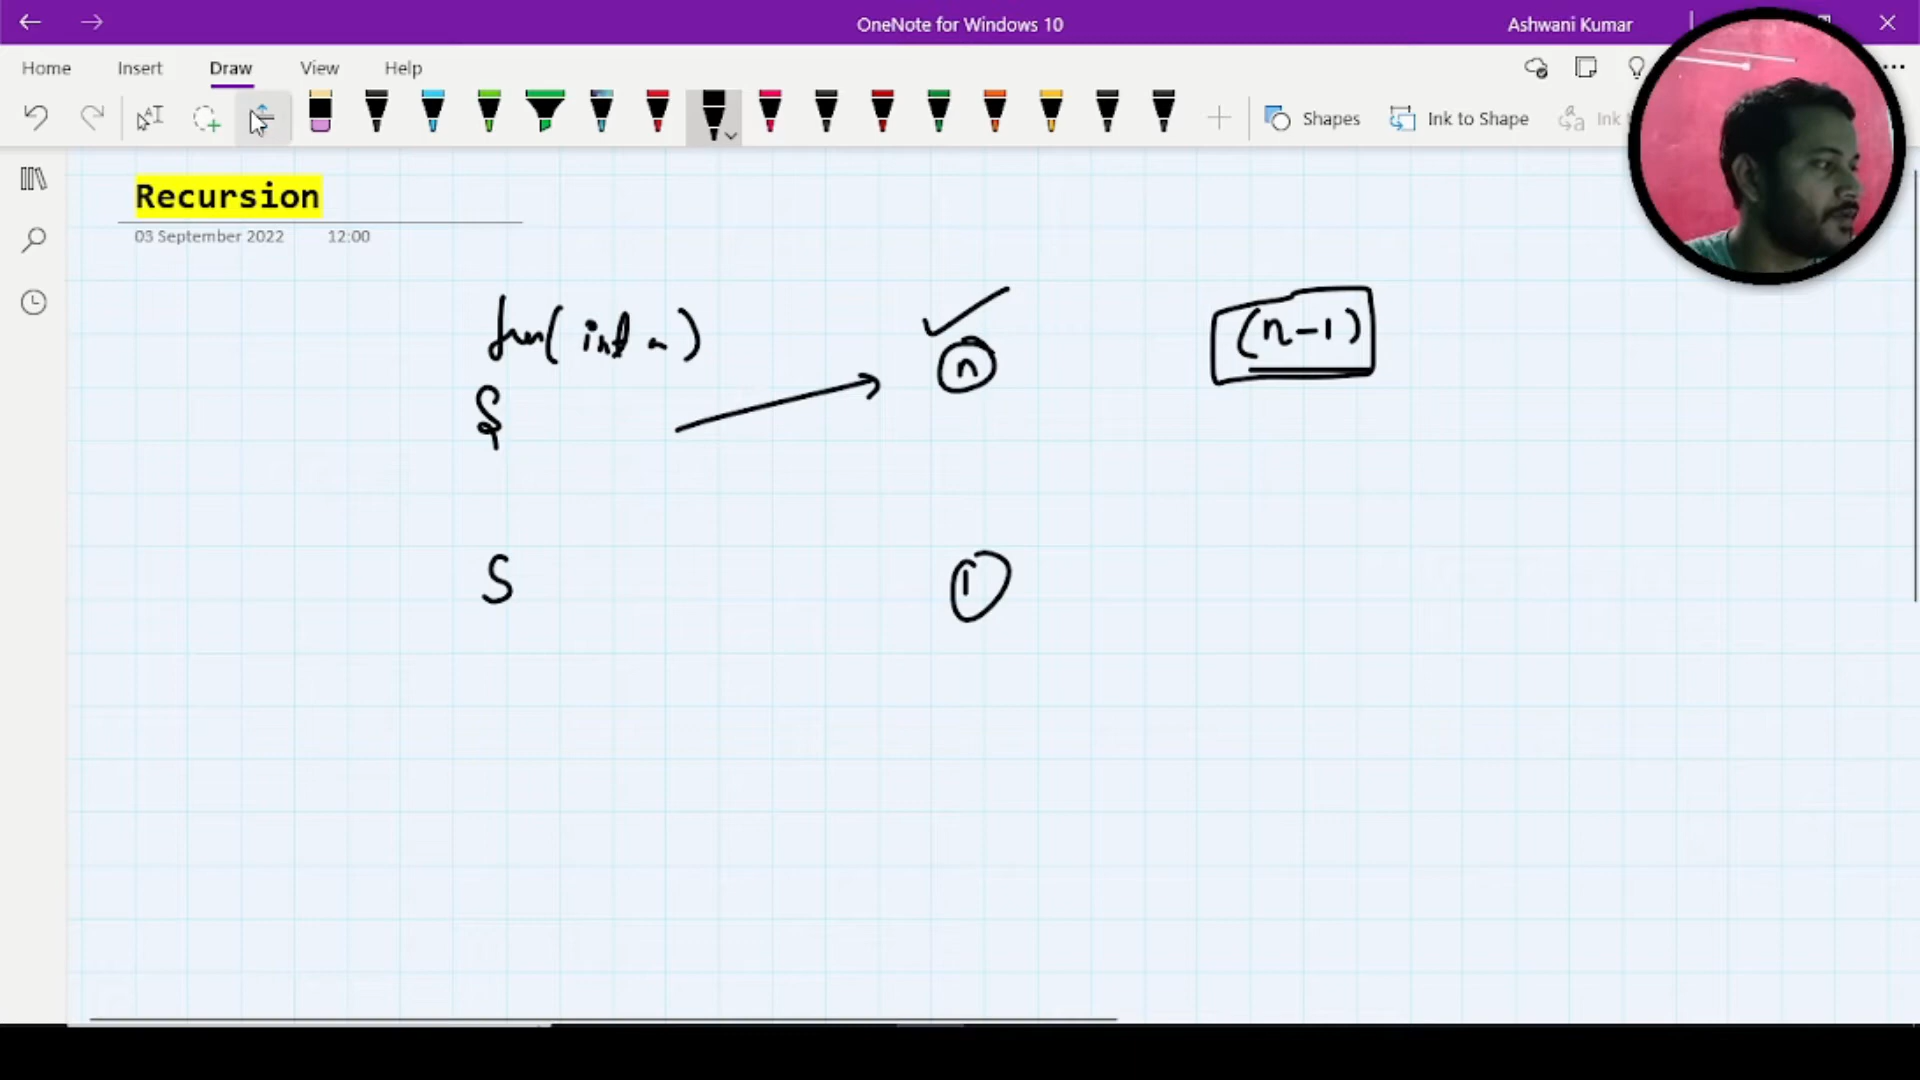 OneNote for Windows 10
Ashwani Kumar
Home Insert Draw View Help
Shapes Ink to Shape Ink
Recursion
03 September 2022 12:00
fun( int n )
n
(n-1)
1